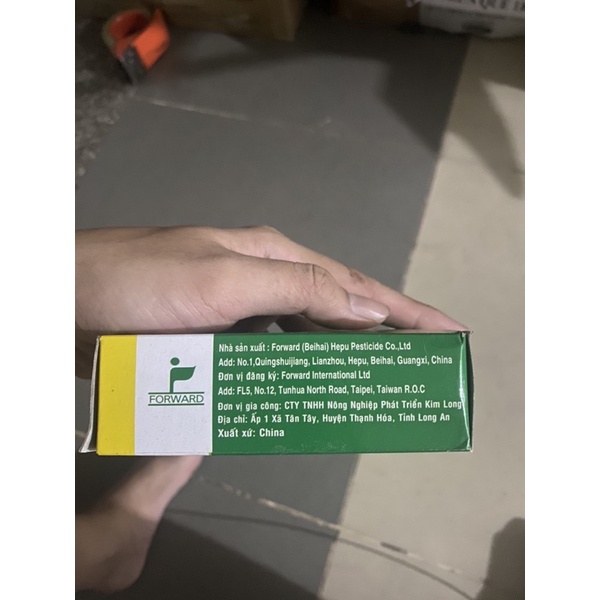 FORWARD
Nhà sản xuất : Forward (Beihai) Hepu Pesticide Co.,Ltd
Add: No.1,Quingshuijiang, Lianzhou, Hepu, Beihai, Guangxi, China
Đơn vị đăng ký: Forward International Ltd
Add: FL5, No.12, Tunhua North Road, Taipei, Taiwan R.O.C
Đơn vị gia công: CTY TNHH Nông Nghiệp Phát Triển Kim Long
Địa chỉ: Ấp 1 Xã Tân Tây, Huyện Thạnh Hóa, Tỉnh Long An
Xuất xứ: China